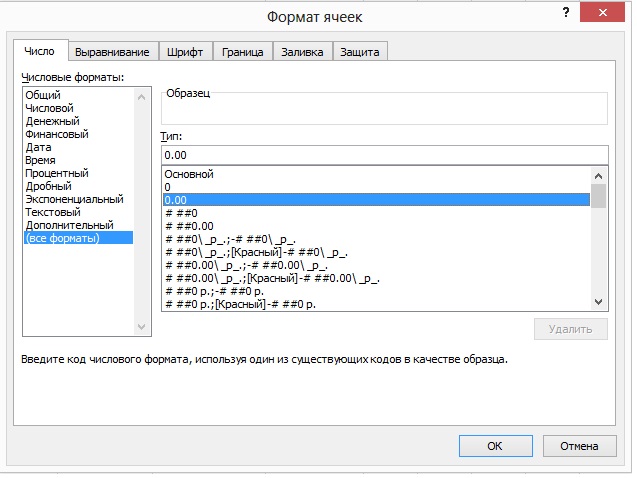 Формат ячеек
?
Число Выравнивание Шрифт Граница Заливка Защита
Числовые форматы:
Общий
Числовой
Денежный
Финансовый
Дата
Время
Процентный
Дробный
Экспоненциальный
Текстовый
Дополнительный
(все форматы)
Образец
Тип:
0.00
Основной
0
0.00
# ##0
# ##0.00
# ##0\ _р_.;-# ##0\ _р_.
# ##0\ _р_.;[Красный]-# ##0\ _р_.
# ##0.00\ _р_.;-# ##0.00\ _р_.
# ##0.00\ _р_.;[Красный]-# ##0.00\ _р_.
# ##0 р.;-# ##0 р.
# ##0 р.;[Красный]-# ##0 р.
Удалить
Введите код числового формата, используя один из существующих кодов в качестве образца.
ОК Отмена